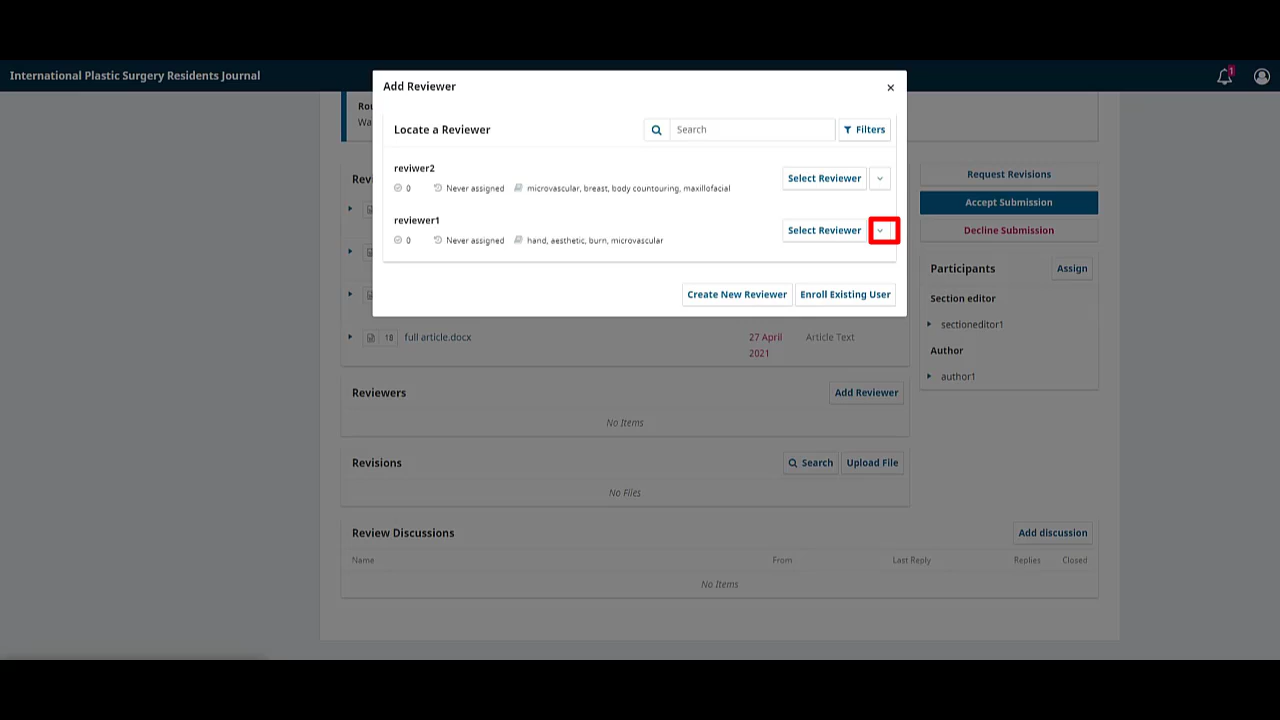 International Plastic Surgery Residents Journal
1
Add Reviewer
×
Locate a Reviewer
Search
Filters
reviwer2
0 Never assigned microvascular, breast, body countouring, maxillofacial
Select Reviewer
reviewer1
0 Never assigned hand, aesthetic, burn, microvascular
Select Reviewer
Create New Reviewer Enroll Existing User
18 full article.docx 27 April 2021 Article Text
Reviewers Add Reviewer
No Items
Revisions Search Upload File
No Files
Review Discussions Add discussion
Name From Last Reply Replies Closed
No Items
Request Revisions
Accept Submission
Decline Submission
Participants Assign
Section editor
sectioneditor1
Author
author1